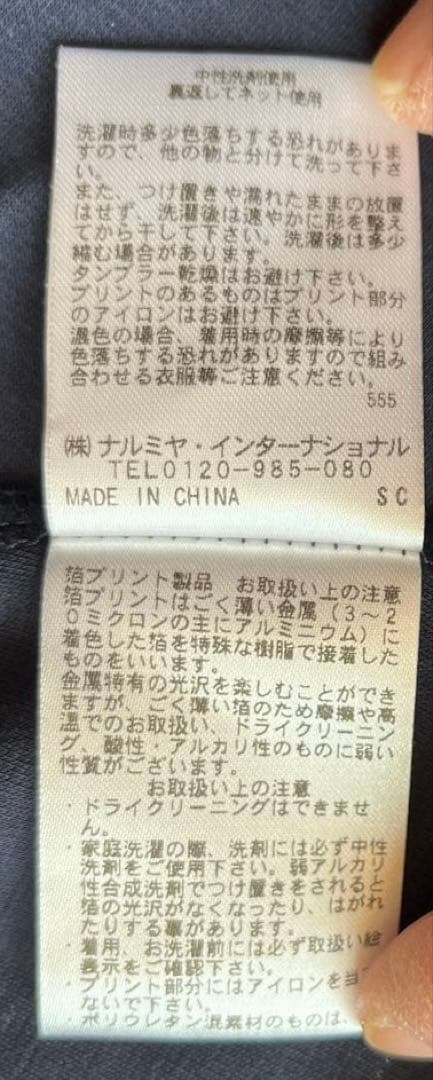 中性洗剤使用
裏返してネット使用
洗濯時多少色落ちする恐れがありま
すので、他の物と分けて洗って下さ
い。
また、つけ置きや濡れたままの放置
はせず、洗濯後は速やかに形を整え
てから干して下さい。洗濯後は多少
縮む場合があります。
タンブラー乾燥はお避け下さい。
プリントのあるものはプリント部分
のアイロンはお避け下さい。
濃色の場合、着用時の摩擦等により
色落ちする恐れがありますので組み
合わせる衣服等ご注意ください。
555
㈱ナルミヤ・インターナショナル
TEL0120-985-080
MADE IN CHINA SC
箔プリント製品 お取扱い上の注意
箔プリントはごく薄い金属(3〜2
0ミクロンの主にアルミニウム)に
着色した箔を特殊な樹脂で接着した
ものをいいます。
金属特有の光沢を楽しむことができ
ますが、ごく薄い箔のため摩擦や高
温でのお取扱い、ドライクリーニン
グ、酸性・アルカリ性のものに弱い
性質がございます。
お取扱い上の注意
・ドライクリーニングはできませ
ん。
・家庭洗濯の際、洗剤には必ず中性
洗剤をご使用下さい。弱アルカリ
性合成洗剤でつけ置きをされると
箔の光沢がなくなったり、はがれ
たりする事があります。
・着用、お洗濯前には必ず取扱い絵
表示をご確認下さい。
・プリント部分にはアイロンを当
ないで下さい。
・ポリウレタン混素材のものは、